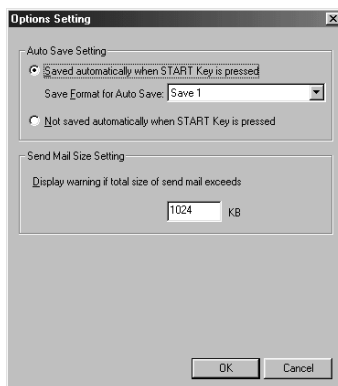 Options Setting
Auto Save Setting
Saved automatically when START Key is pressed
Save Format for Auto Save: Save 1
Not saved automatically when START Key is pressed
Send Mail Size Setting
Display warning if total size of send mail exceeds
1024 KB
OK Cancel